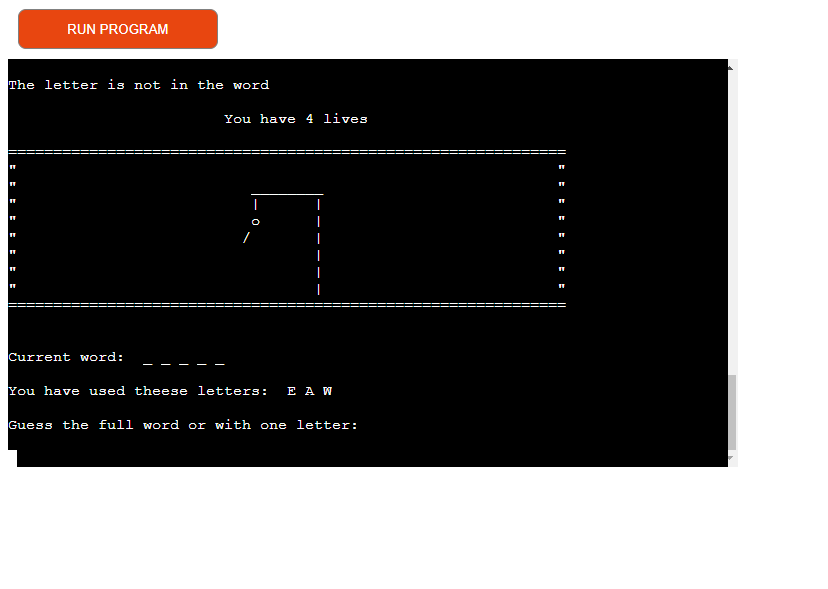 RUN PROGRAM
The letter is not in the word
You have 4 lives
==============================================================
"                                                            "
"                          ________                          "
"                          |      |                          "
"                          o      |                          "
"                         /       |                          "
"                                 |                          "
"                                 |                          "
"                                 |                          "
==============================================================
Current word:  _ _ _ _ _
You have used theese letters:  E A W
Guess the full word or with one letter: